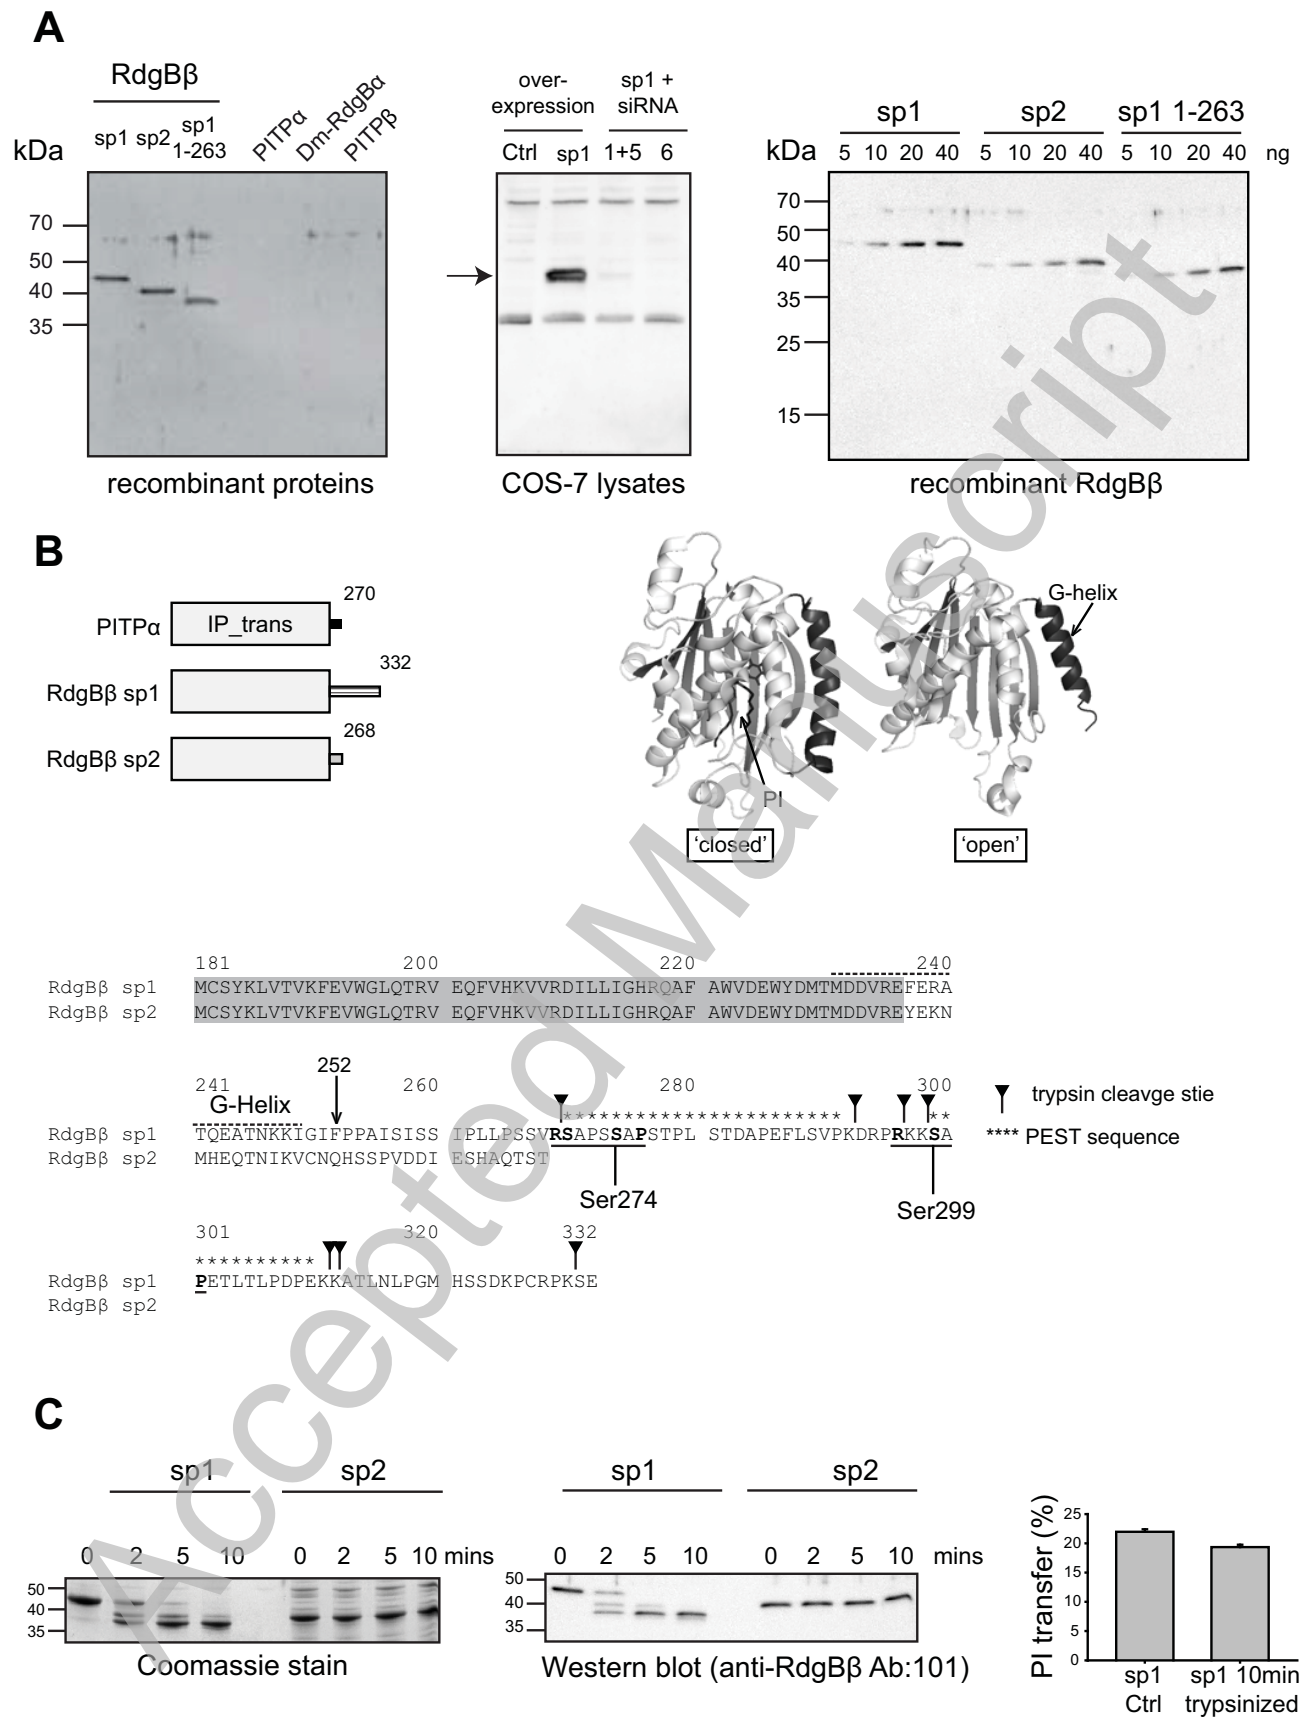 A
RdgBβ
sp1 sp2 sp1 1-263 PITPα Dm-RdgBα PITPβ
kDa
70
50
40
35
recombinant proteins
over-expression
sp1 + siRNA
Ctrl sp1 1+5 6
COS-7 lysates
sp1 sp2 sp1 1-263
kDa 5 10 20 40 5 10 20 40 5 10 20 40 ng
70
50
40
35
25
15
recombinant RdgBβ
B
270
PITPα IP_trans
332
RdgBβ sp1
268
RdgBβ sp2
G-helix
PI
'closed'
'open'
181 200 220 240
RdgBβ sp1 MCSYKLVTVKFEVWGLQTRV EQFVHKVVRDILLIGHRQAF AWVDEWYDMTMDDVREFERA
RdgBβ sp2 MCSYKLVTVKFEVWGLQTRV EQFVHKVVRDILLIGHRQAF AWVDEWYDMTMDDVREYEKN
252
241 260 280 300
G-Helix
***********************  **
RdgBβ sp1 TQEATNKKIGIFPPAISISS IPLLPSSVRSAPSSAPSTPL STDAPEFLSVPKDRPRKKSA
RdgBβ sp2 MHEQTNIKVCNQHSSPVDDI ESHAQTST
trypsin cleavge stie
**** PEST sequence
Ser274
Ser299
301 320 332
**********
RdgBβ sp1 PETLTLPDPEKKATLNLPGM HSSDKPCRPKSE
RdgBβ sp2
C
sp1 sp2
0 2 5 10 0 2 5 10 mins
50
40
35
Coomassie stain
sp1 sp2
0 2 5 10 0 2 5 10 mins
50
40
35
Western blot (anti-RdgBβ Ab:101)
PI transfer (%)
25
20
15
10
5
0
sp1 Ctrl
sp1 10min trypsinized
Accepted Manuscript